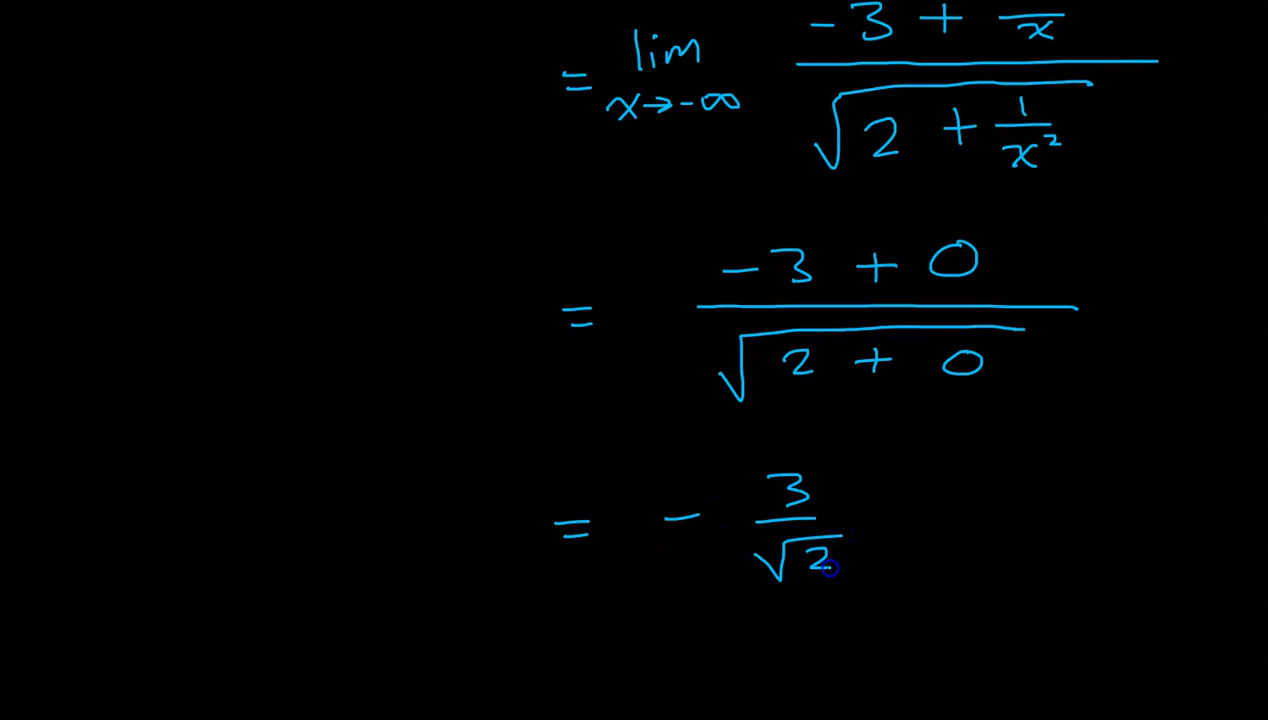 = lim x→-∞ (-3 + /x) / √(2 + 1/x²)
= (-3 + 0) / √(2 + 0)
= - 3/√2